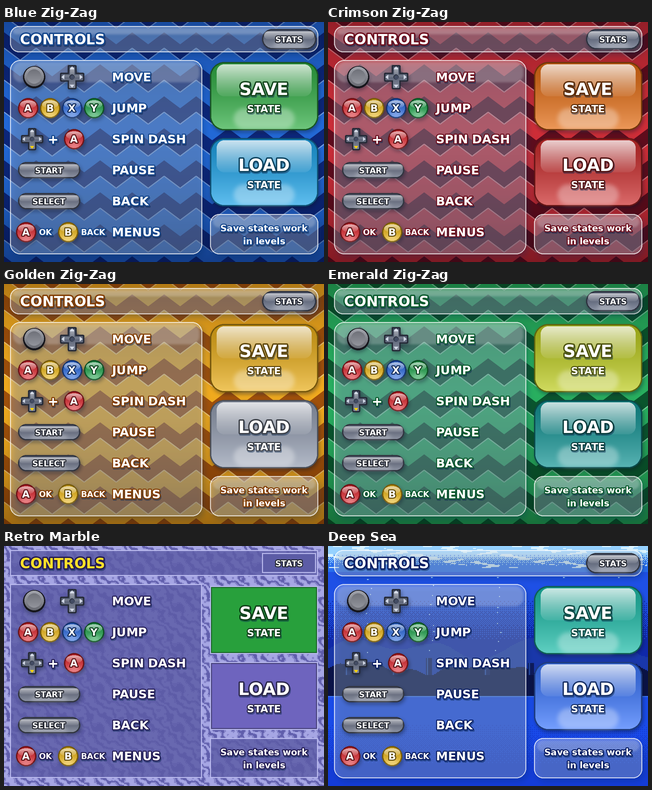 Blue Zig-Zag
CONTROLS STATS
MOVE
A B X Y JUMP
+ A SPIN DASH
START PAUSE
SELECT BACK
A OK B BACK MENUS
SAVE
STATE
LOAD
STATE
Save states work
in levels
Crimson Zig-Zag
CONTROLS STATS
MOVE
A B X Y JUMP
+ A SPIN DASH
START PAUSE
SELECT BACK
A OK B BACK MENUS
SAVE
STATE
LOAD
STATE
Save states work
in levels
Golden Zig-Zag
CONTROLS STATS
MOVE
A B X Y JUMP
+ A SPIN DASH
START PAUSE
SELECT BACK
A OK B BACK MENUS
SAVE
STATE
LOAD
STATE
Save states work
in levels
Emerald Zig-Zag
CONTROLS STATS
MOVE
A B X Y JUMP
+ A SPIN DASH
START PAUSE
SELECT BACK
A OK B BACK MENUS
SAVE
STATE
LOAD
STATE
Save states work
in levels
Retro Marble
CONTROLS STATS
MOVE
A B X Y JUMP
+ A SPIN DASH
START PAUSE
SELECT BACK
A OK B BACK MENUS
SAVE
STATE
LOAD
STATE
Save states work
in levels
Deep Sea
CONTROLS STATS
MOVE
A B X Y JUMP
+ A SPIN DASH
START PAUSE
SELECT BACK
A OK B BACK MENUS
SAVE
STATE
LOAD
STATE
Save states work
in levels